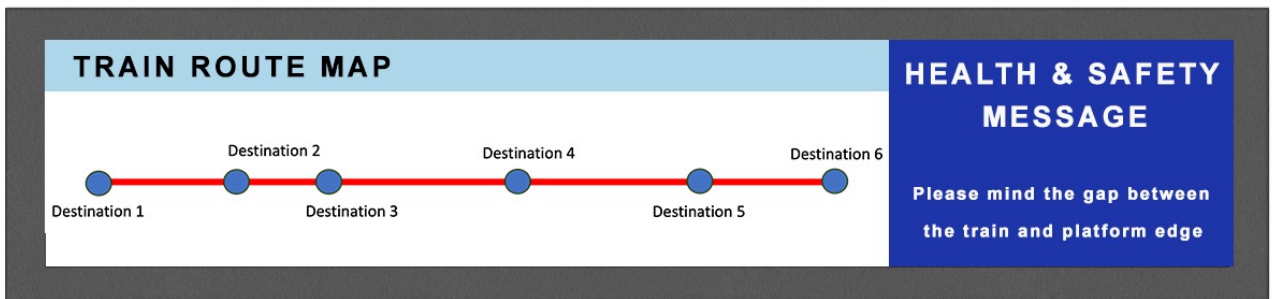 TRAIN ROUTE MAP
Destination 1
Destination 2
Destination 3
Destination 4
Destination 5
Destination 6
HEALTH & SAFETY
MESSAGE
Please mind the gap between
the train and platform edge